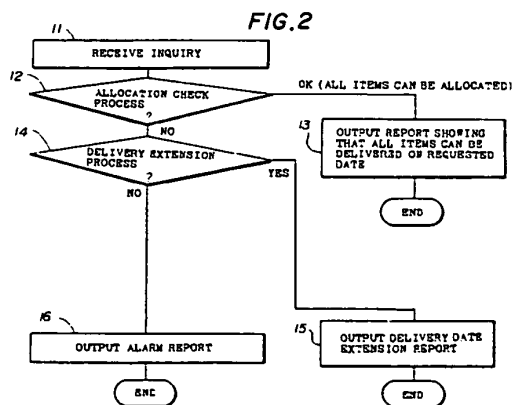 FIG.2
11
RECEIVE INQUIRY
12
ALLOCATION CHECK
PROCESS
?
OK (ALL ITEMS CAN BE ALLOCATED)
NO
13
OUTPUT REPORT SHOWING
THAT ALL ITEMS CAN BE
DELIVERED ON REQUESTED
DATE
END
14
DELIVERY EXTENSION
PROCESS
?
YES
NO
16
OUTPUT ALARM REPORT
END
15
OUTPUT DELIVERY DATE
EXTENSION REPORT
END